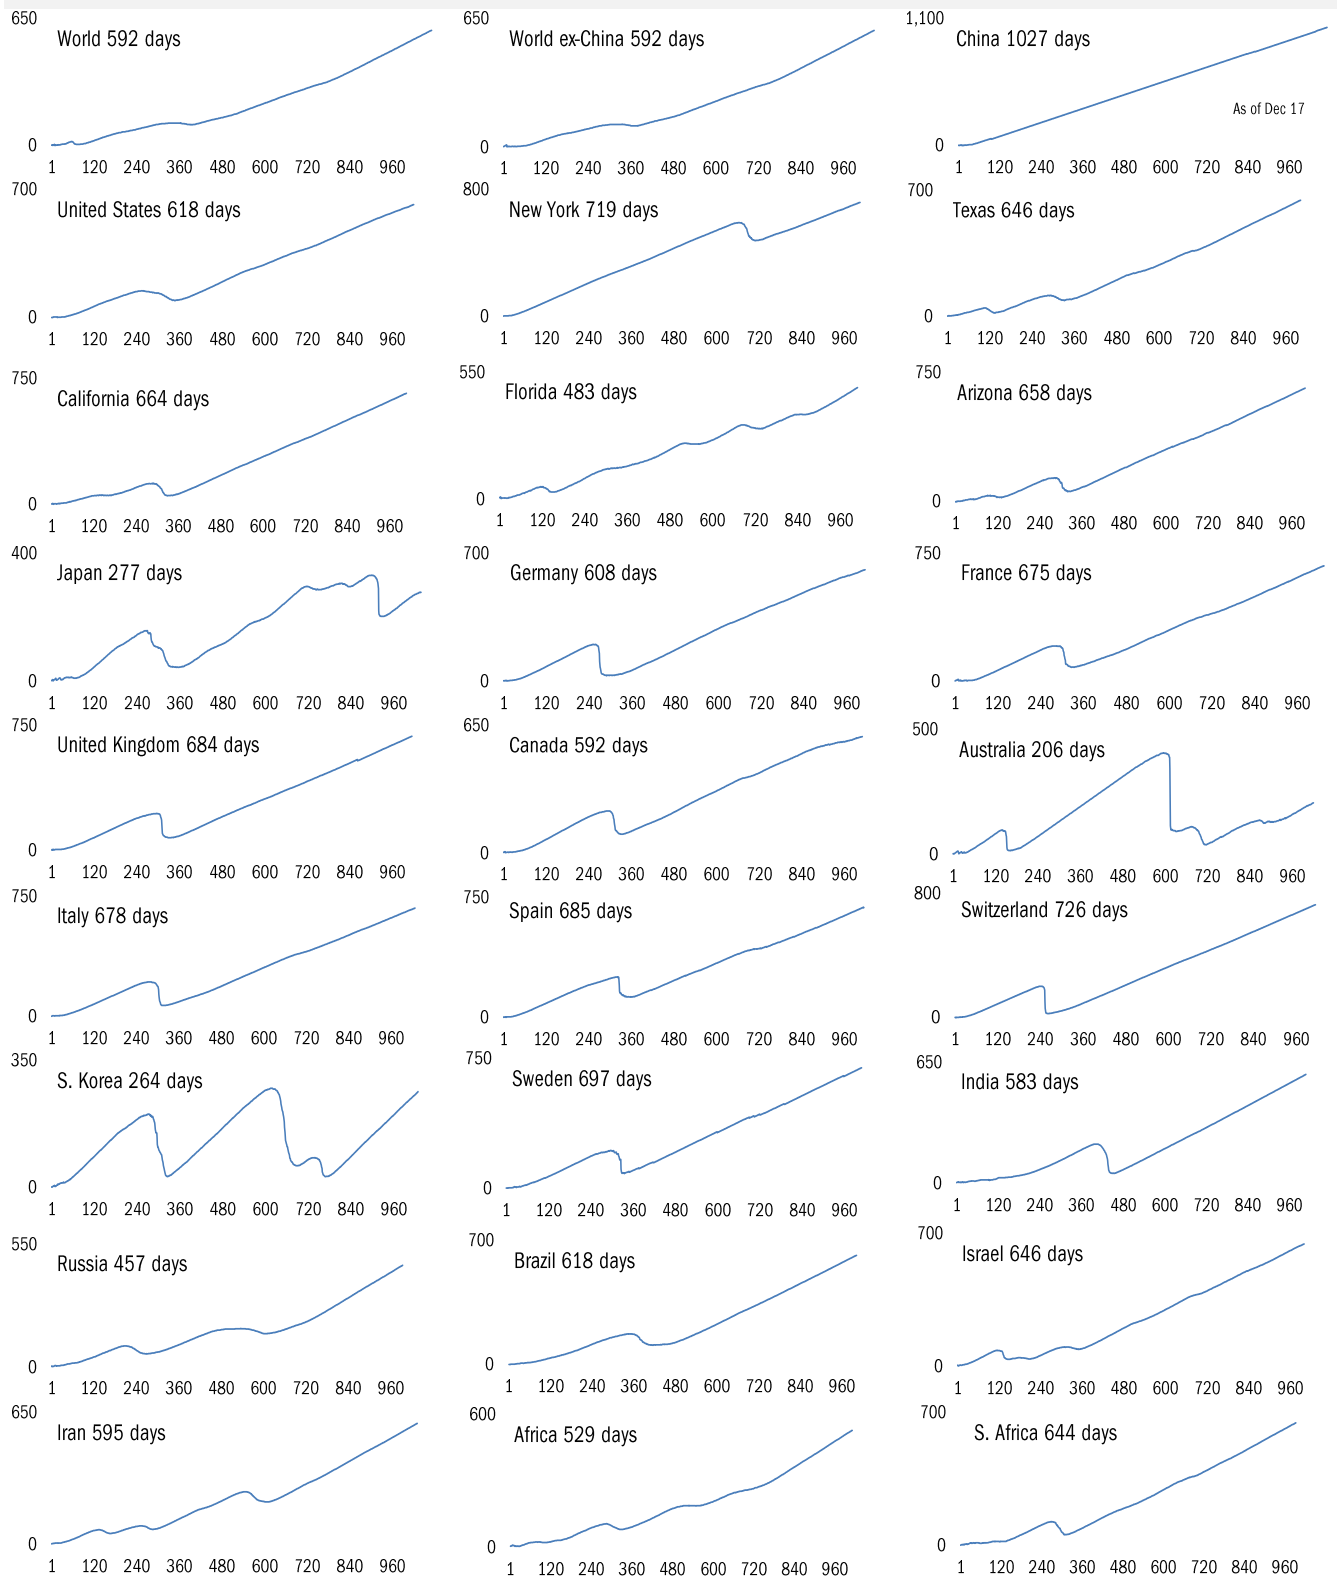 650 650 1,100
World 592 days World ex-China 592 days China 1027 days
As of Dec 17
0 0 0
1 120 240 360 480 600 720 840 960 1 120 240 360 480 600 720 840 960 1 120 240 360 480 600 720 840 960
700 800 700
United States 618 days New York 719 days Texas 646 days
0 0 0
1 120 240 360 480 600 720 840 960 1 120 240 360 480 600 720 840 960 1 120 240 360 480 600 720 840 960
750 550 750
California 664 days Florida 483 days Arizona 658 days
0 0 0
1 120 240 360 480 600 720 840 960 1 120 240 360 480 600 720 840 960 1 120 240 360 480 600 720 840 960
400 700 750
Japan 277 days Germany 608 days France 675 days
0 0 0
1 120 240 360 480 600 720 840 960 1 120 240 360 480 600 720 840 960 1 120 240 360 480 600 720 840 960
750 650 500
United Kingdom 684 days Canada 592 days Australia 206 days
0 0 0
1 120 240 360 480 600 720 840 960 1 120 240 360 480 600 720 840 960 1 120 240 360 480 600 720 840 960
750 750 800
Italy 678 days Spain 685 days Switzerland 726 days
0 0 0
1 120 240 360 480 600 720 840 960 1 120 240 360 480 600 720 840 960 1 120 240 360 480 600 720 840 960
350 750 650
S. Korea 264 days Sweden 697 days India 583 days
0 0 0
1 120 240 360 480 600 720 840 960 1 120 240 360 480 600 720 840 960 1 120 240 360 480 600 720 840 960
550 700 700
Russia 457 days Brazil 618 days Israel 646 days
0 0 0
1 120 240 360 480 600 720 840 960 1 120 240 360 480 600 720 840 960 1 120 240 360 480 600 720 840 960
650 600 700
Iran 595 days Africa 529 days S. Africa 644 days
0 0 0
1 120 240 360 480 600 720 840 960 1 120 240 360 480 600 720 840 960 1 120 240 360 480 600 720 840 960